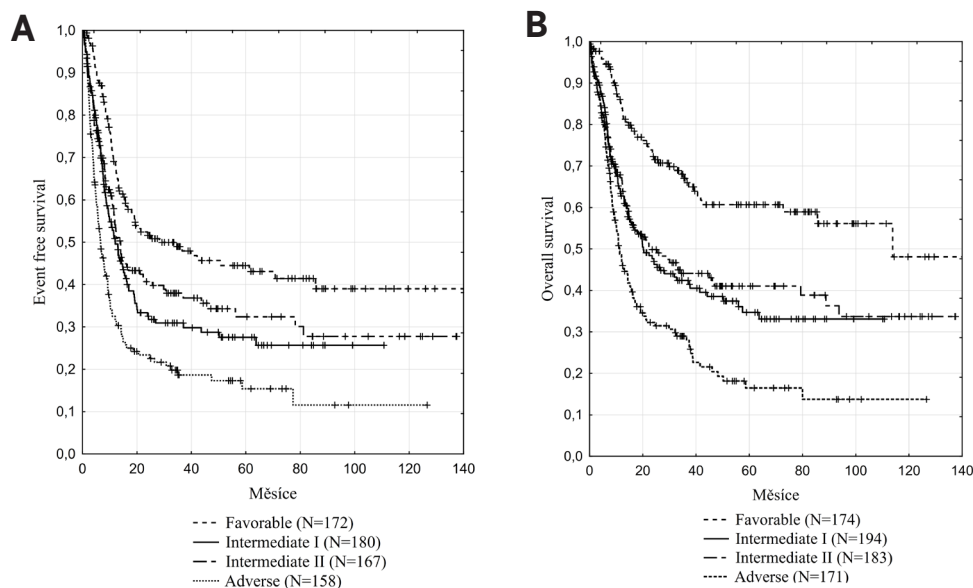 A
1,0
0,9
0,8
0,7
0,6
0,5
0,4
0,3
0,2
0,1
0,0
Event free survival
0 20 40 60 80 100 120 140
Měsíce
Favorable (N=172)
Intermediate I (N=180)
Intermediate II (N=167)
Adverse (N=158)
B
1,0
0,9
0,8
0,7
0,6
0,5
0,4
0,3
0,2
0,1
0,0
Overall survival
0 20 40 60 80 100 120 140
Měsíce
Favorable (N=174)
Intermediate I (N=194)
Intermediate II (N=183)
Adverse (N=171)